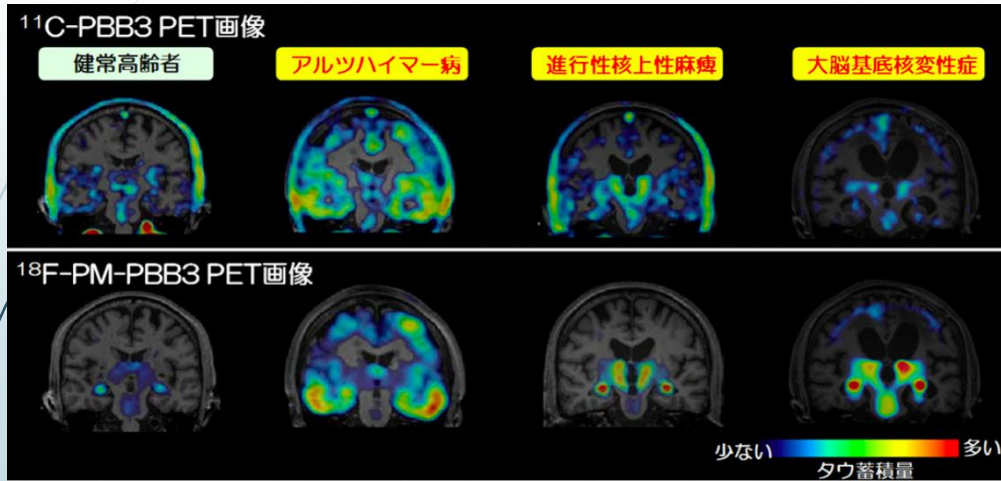 ¹¹C-PBB3 PET画像
健常高齢者
アルツハイマー病
進行性核上性麻痺
大脳基底核変性症
¹⁸F-PM-PBB3 PET画像
少ない
多い
タウ蓄積量